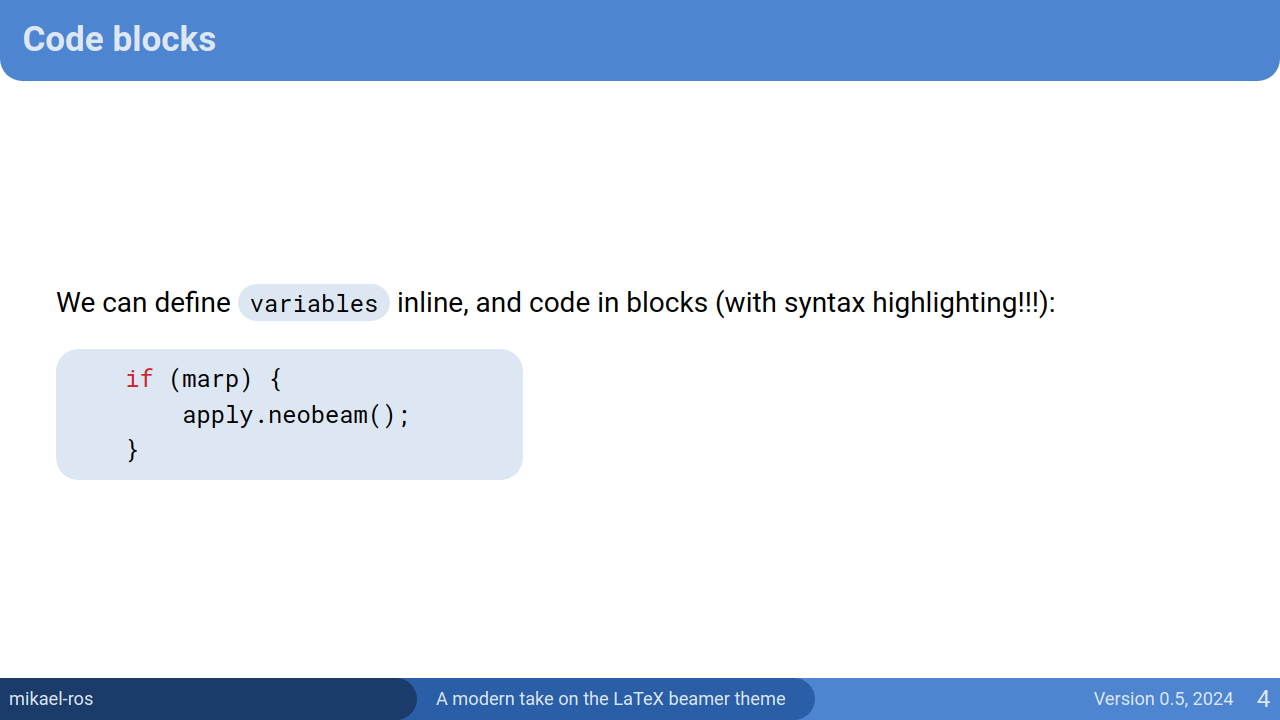 Code blocks
We can define variables inline, and code in blocks (with syntax highlighting!!!):
if (marp) {
    apply.neobeam();
}
mikael-ros
A modern take on the LaTeX beamer theme
Version 0.5, 2024
4